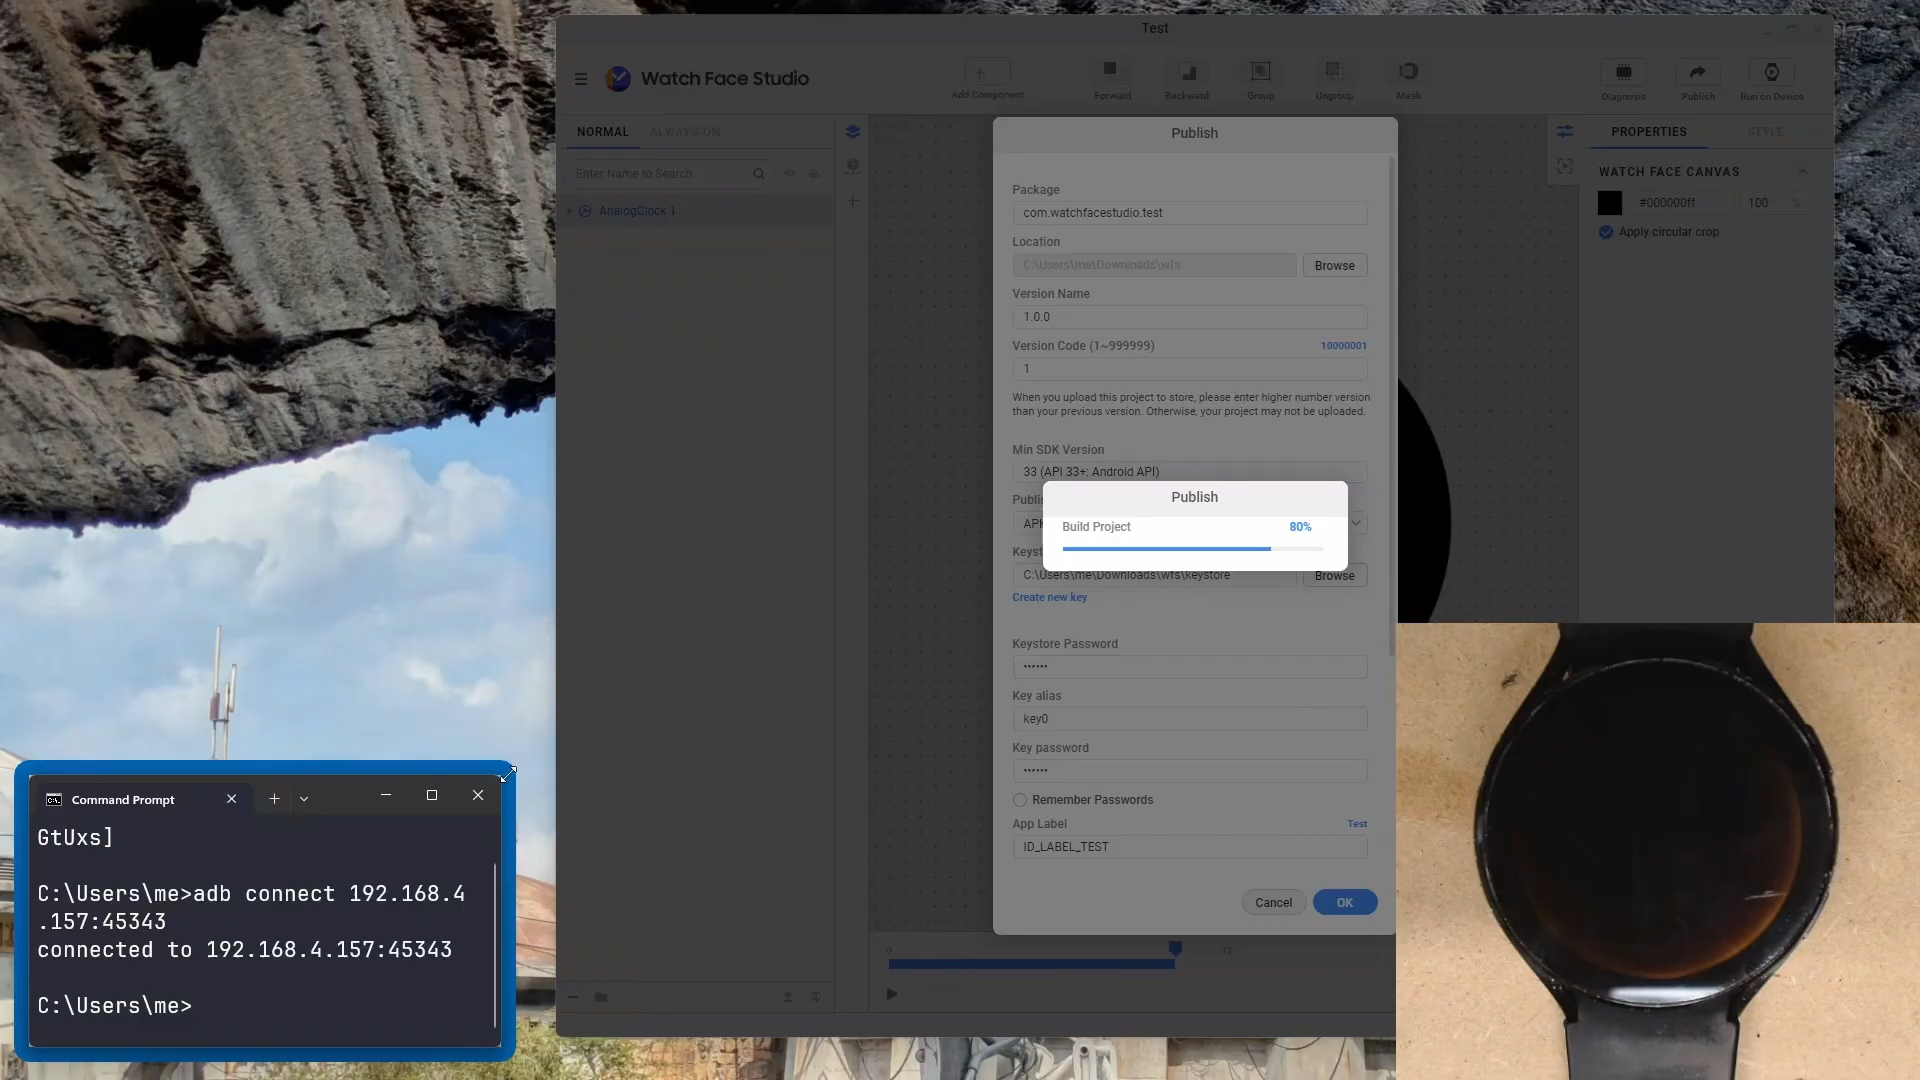 Test
Watch Face Studio
Add Component
Forward
Backward
Group
Ungroup
Mask
Diagnosis
Publish
Run on Device
NORMAL
ALWAYS-ON
Enter Name to Search
AnalogClock 1
PROPERTIES
STYLE
WATCH FACE CANVAS
#000000ff
100
%
Apply circular crop
Publish
Package
com.watchfacestudio.test
Location
C:\Users\me\Downloads\wfs
Browse
Version Name
1.0.0
Version Code (1~999999)
10000001
1
When you upload this project to store, please enter higher number version
than your previous version. Otherwise, your project may not be uploaded.
Min SDK Version
33 (API 33+: Android API)
Publish
Build Project
80%
C:\Users\me\Downloads\wfs\keystore
Browse
Create new key
Keystore Password
••••••
Key alias
key0
Key password
••••••
Remember Passwords
App Label
Test
ID_LABEL_TEST
Cancel
OK
0
12
Command Prompt
GtUxs]
C:\Users\me>adb connect 192.168.4
.157:45343
connected to 192.168.4.157:45343
C:\Users\me>